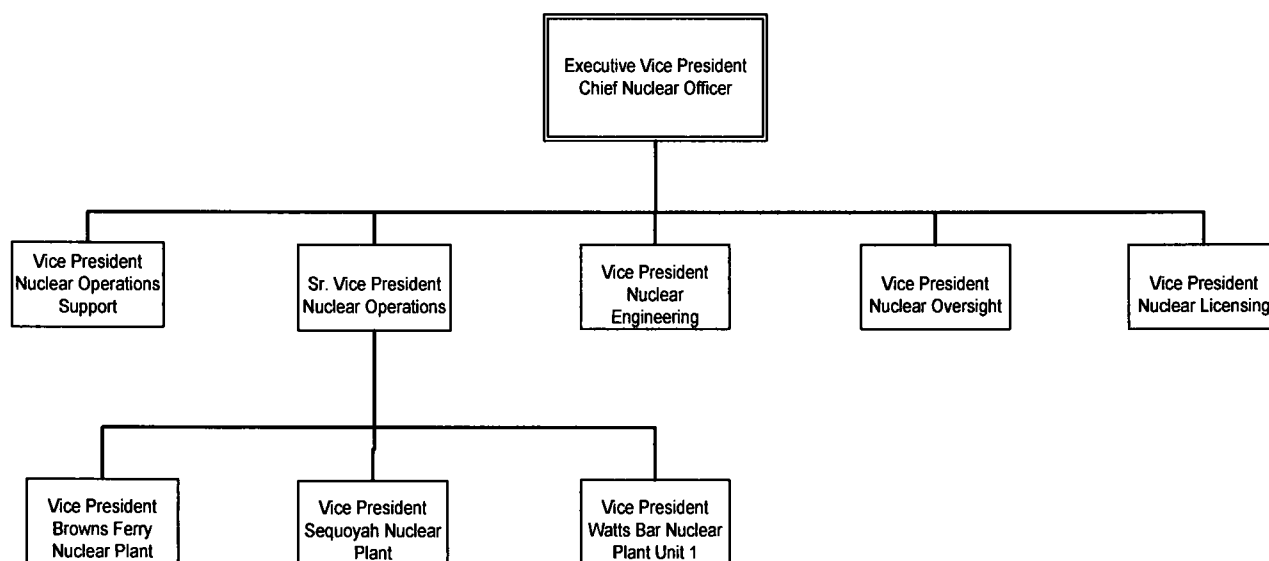 Executive Vice President
Chief Nuclear Officer
Vice President
Nuclear Operations
Support
Sr. Vice President
Nuclear Operations
Vice President
Nuclear
Engineering
Vice President
Nuclear Oversight
Vice President
Nuclear Licensing
Vice President
Browns Ferry
Nuclear Plant
Vice President
Sequoyah Nuclear
Plant
Vice President
Watts Bar Nuclear
Plant Unit 1